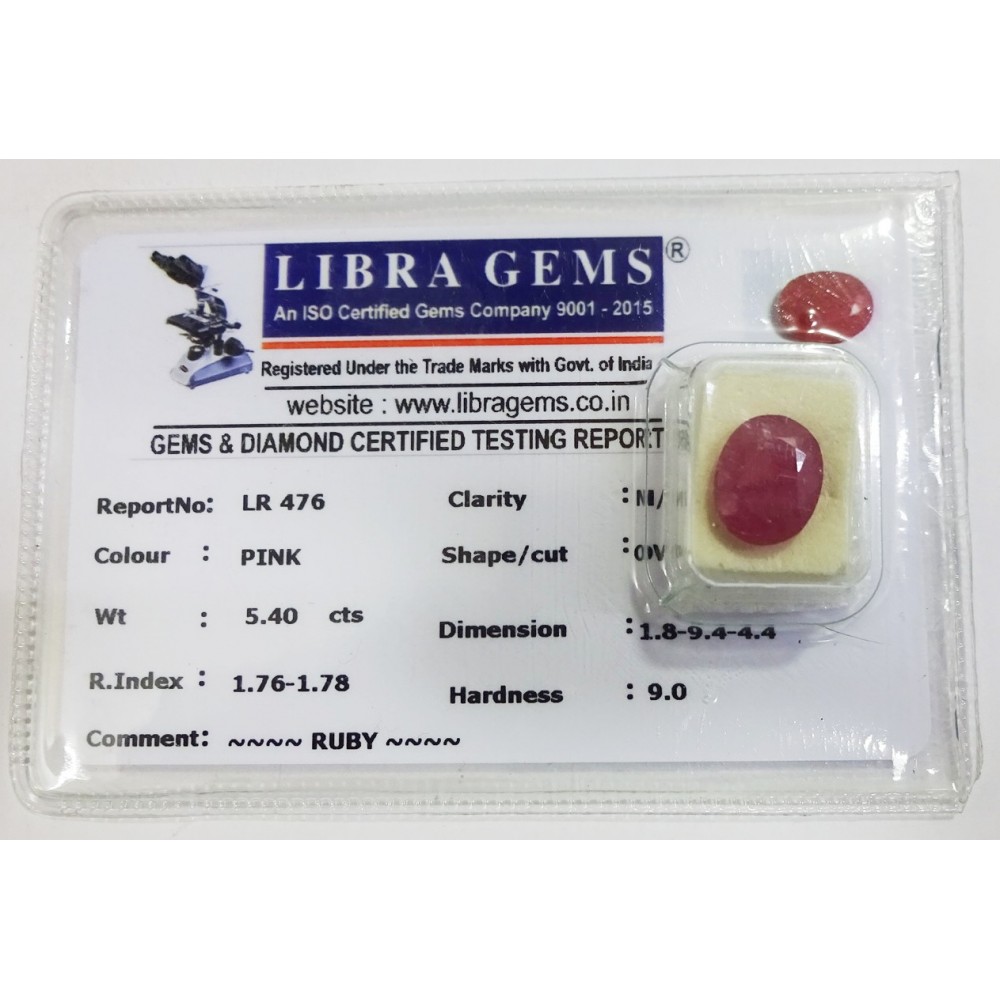 LIBRA GEMS ®
An ISO Certified Gems Company 9001 - 2015
Registered Under the Trade Marks with Govt. of India
website : www.libragems.co.in
GEMS & DIAMOND CERTIFIED TESTING REPORT
ReportNo: LR 476 Clarity :
Colour : PINK Shape/cut :
Wt : 5.40 cts Dimension : 1.8-9.4-4.4
R.Index : 1.76-1.78 Hardness : 9.0
Comment: ~~~~ RUBY ~~~~